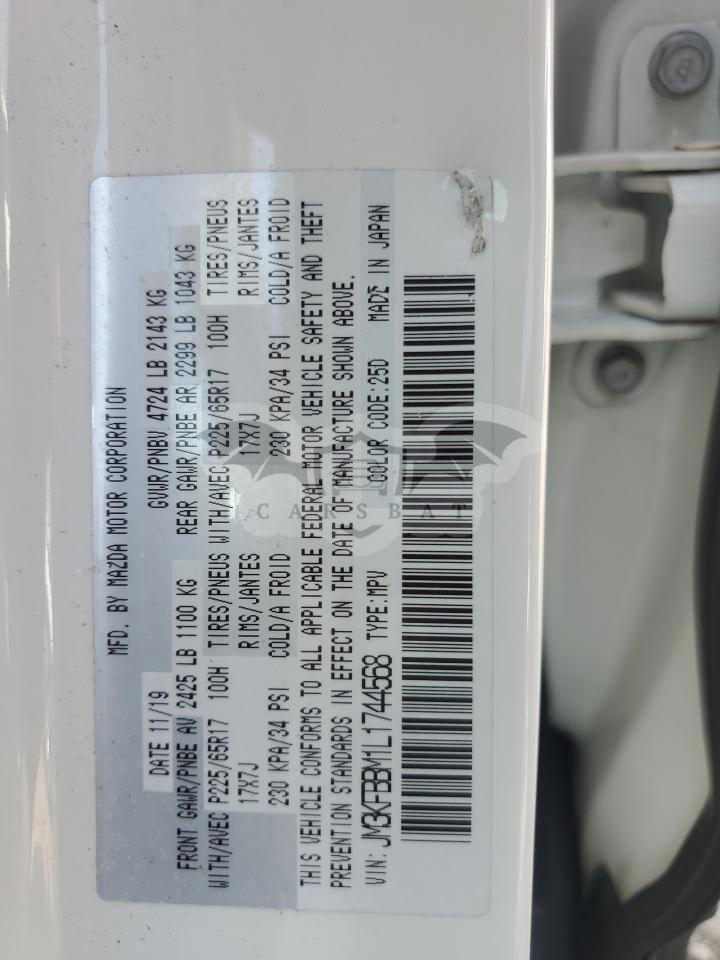 MFD. BY MAZDA MOTOR CORPORATION
DATE 11/19 GVWR/PNBV 4724 LB 2143 KG
FRONT GAWR/PNBE AV 2425 LB 1100 KG REAR GAWR/PNBE AR 2299 LB 1043 KG
WITH/AVEC P225/65R17 100H TIRES/PNEUS WITH/AVEC P225/65R17 100H TIRES/PNEUS
17X7J RIMS/JANTES 17X7J RIMS/JANTES
230 KPA/34 PSI COLD/A FROID 230 KPA/34 PSI COLD/A FROID
THIS VEHICLE CONFORMS TO ALL APPLICABLE FEDERAL MOTOR VEHICLE SAFETY AND THEFT
PREVENTION STANDARDS IN EFFECT ON THE DATE OF MANUFACTURE SHOWN ABOVE.
VIN: JM3KFBBM1L1744568 TYPE:MPV COLOR CODE:25D MADE IN JAPAN
CARSBAT
8